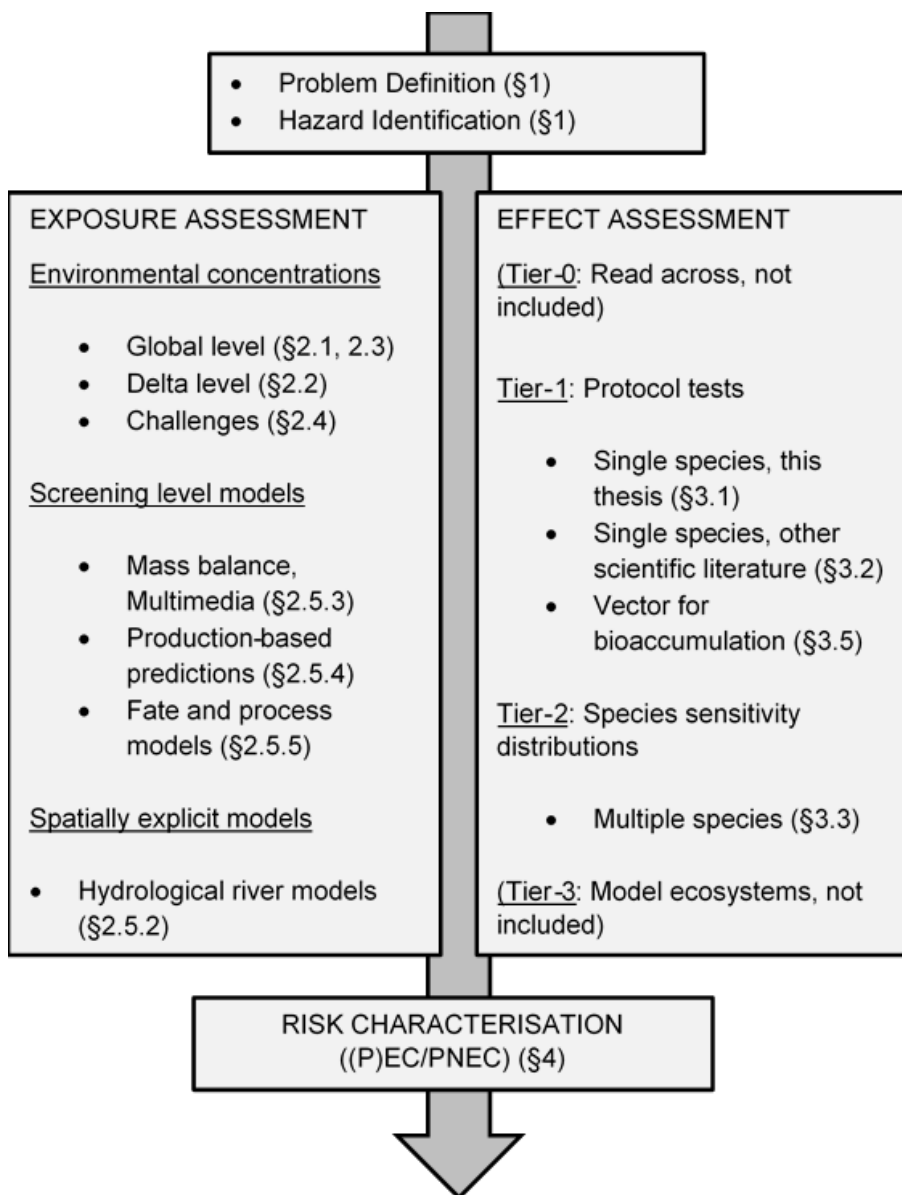 • Problem Definition (§1)
• Hazard Identification (§1)
EXPOSURE ASSESSMENT
Environmental concentrations
• Global level (§2.1, 2.3)
• Delta level (§2.2)
• Challenges (§2.4)
Screening level models
• Mass balance,
Multimedia (§2.5.3)
• Production-based
predictions (§2.5.4)
• Fate and process
models (§2.5.5)
Spatially explicit models
• Hydrological river models
(§2.5.2)
EFFECT ASSESSMENT
(Tier-0: Read across, not
included)
Tier-1: Protocol tests
• Single species, this
thesis (§3.1)
• Single species, other
scientific literature (§3.2)
• Vector for
bioaccumulation (§3.5)
Tier-2: Species sensitivity
distributions
• Multiple species (§3.3)
(Tier-3: Model ecosystems, not
included)
RISK CHARACTERISATION
((P)EC/PNEC) (§4)